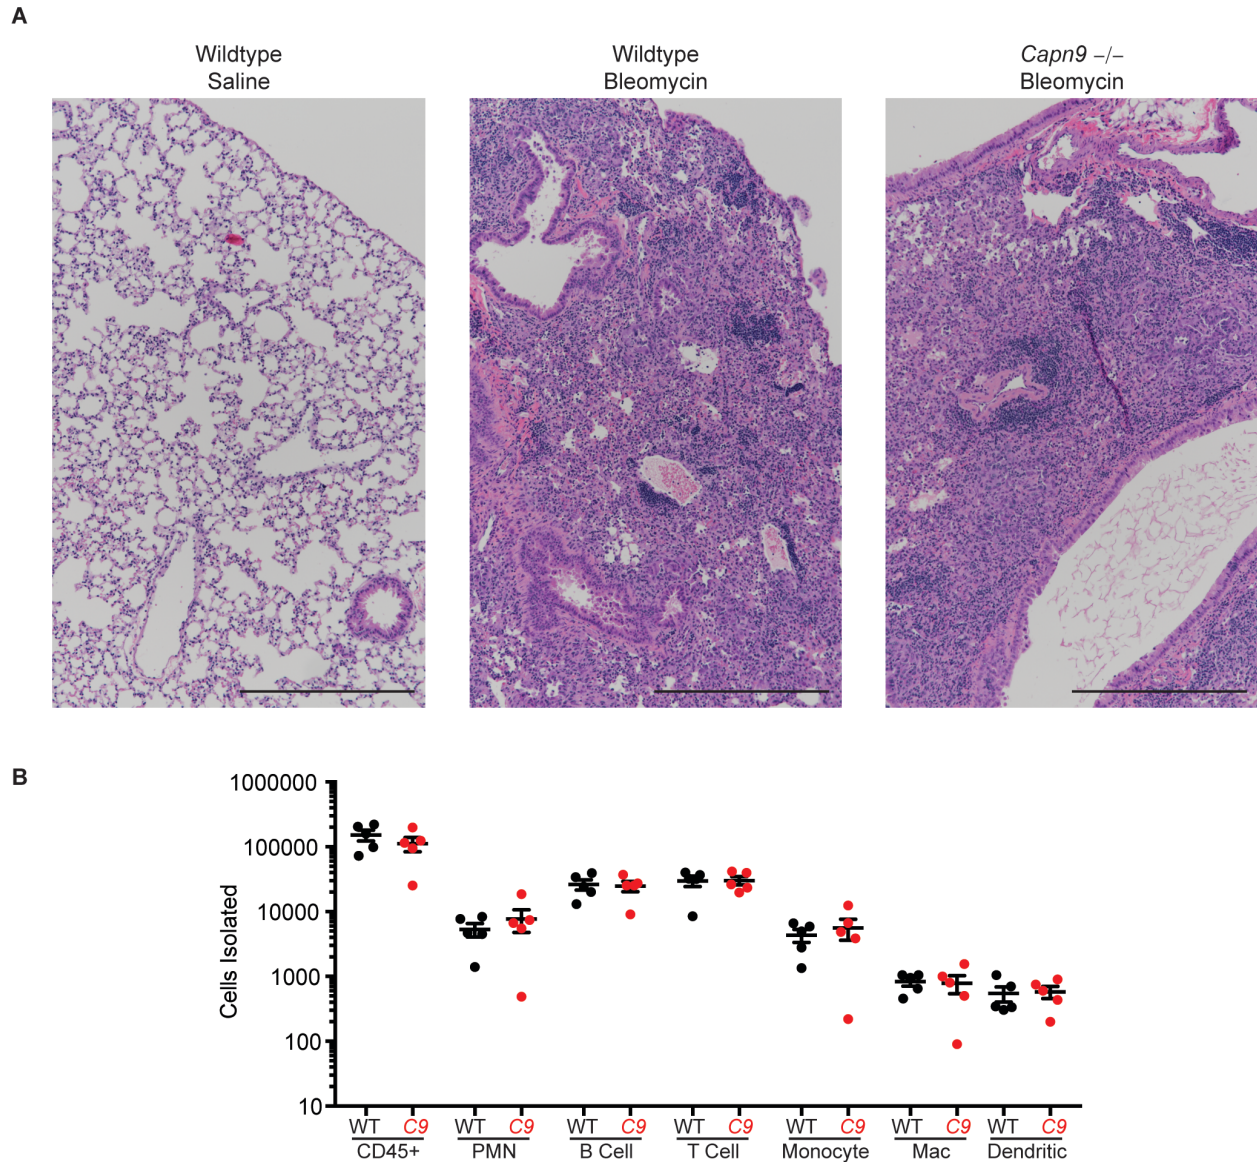 A
Wildtype
Saline
Wildtype
Bleomycin
Capn9 –/–
Bleomycin
B
Cells Isolated
1000000
100000
10000
1000
100
10
WT C9 WT C9 WT C9 WT C9 WT C9 WT C9 WT C9
CD45+ PMN B Cell T Cell Monocyte Mac Dendritic